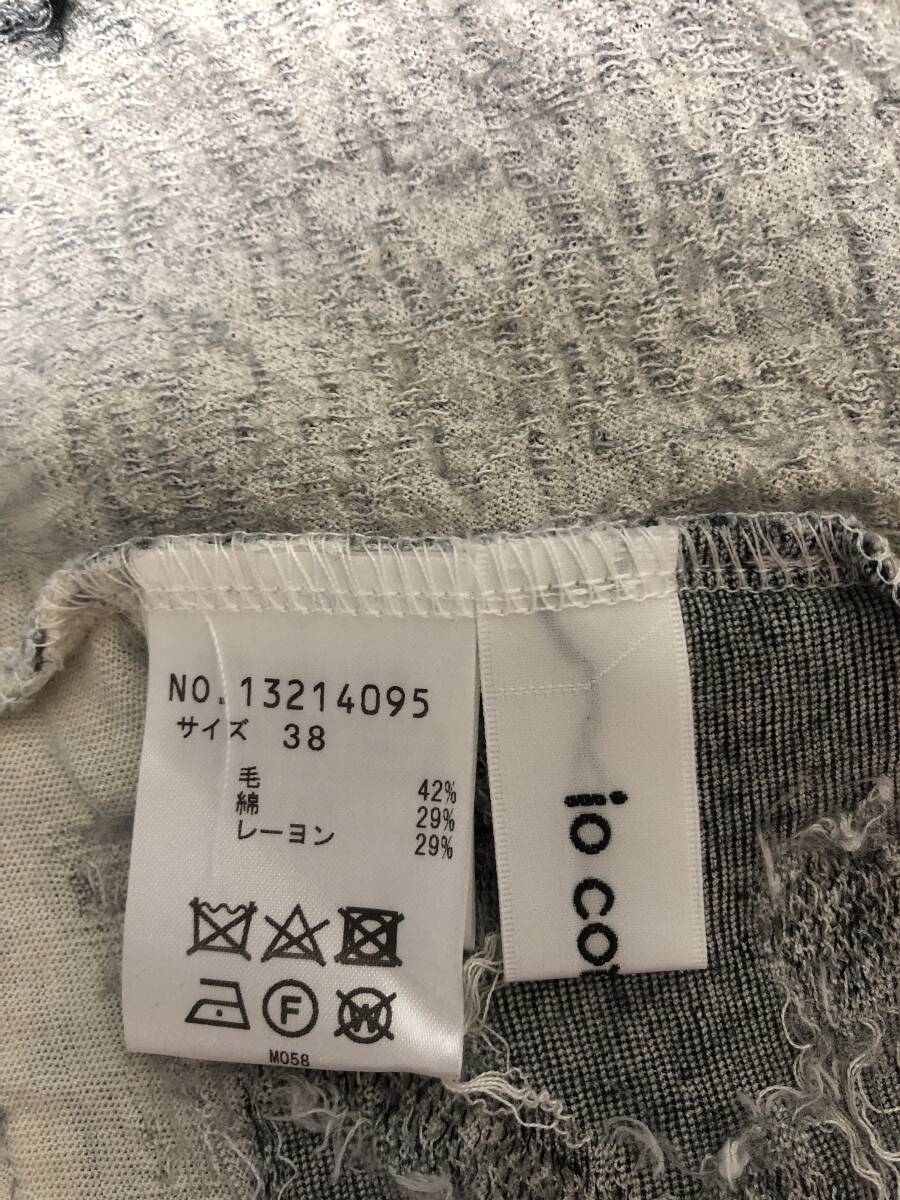 NO.13214095
サイズ 38
毛 42%
綿 29%
レーヨン 29%
F
W
M058
io co